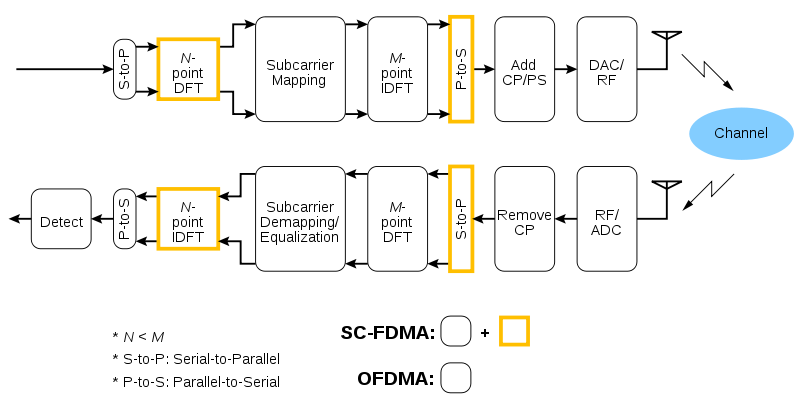 S-to-P
N-
point
DFT
Subcarrier
Mapping
M-
point
IDFT
P-to-S
Add
CP/PS
DAC/
RF
Channel
Detect
P-to-S
N-
point
IDFT
Subcarrier
Demapping/
Equalization
M-
point
DFT
S-to-P
Remove
CP
RF/
ADC
* N < M
* S-to-P: Serial-to-Parallel
* P-to-S: Parallel-to-Serial
SC-FDMA: +
OFDMA: